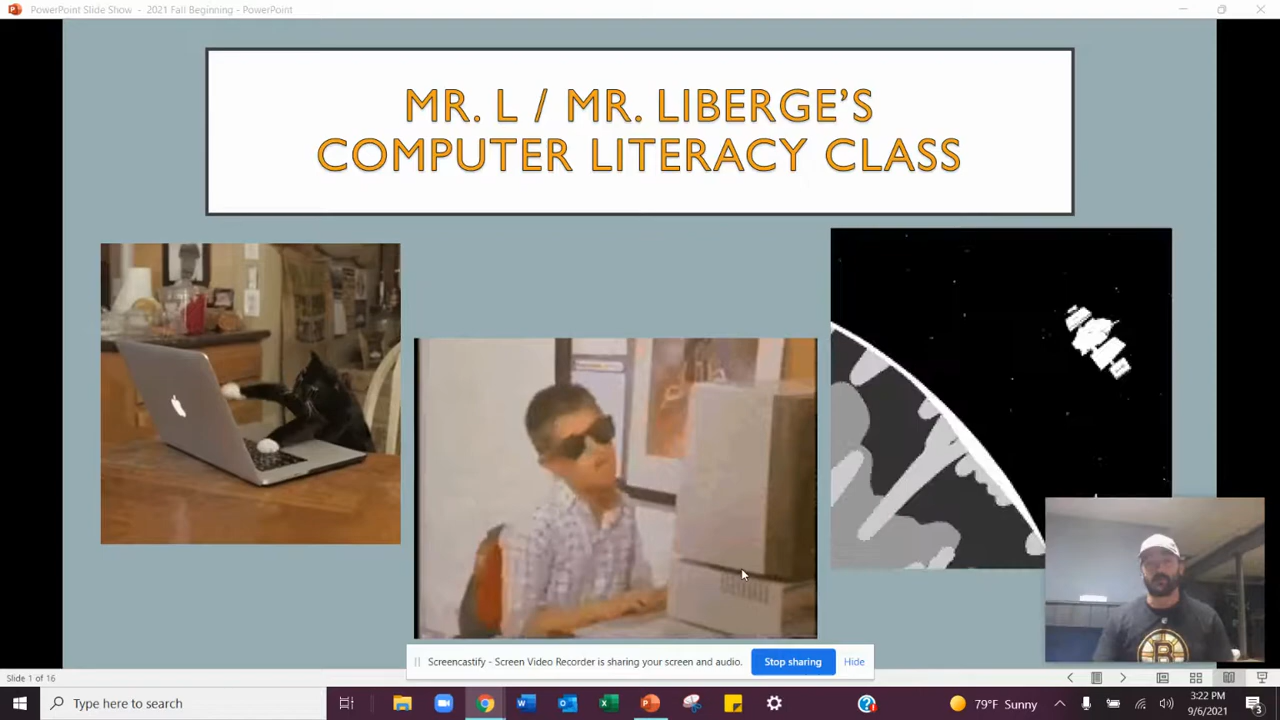 PowerPoint Slide Show - 2021 Fall Beginning - PowerPoint
MR. L / MR. LIBERGE'S
COMPUTER LITERACY CLASS
Screencastify - Screen Video Recorder is sharing your screen and audio.
Stop sharing
Hide
Slide 1 of 16
Type here to search
79°F Sunny
3:22 PM
9/6/2021
3